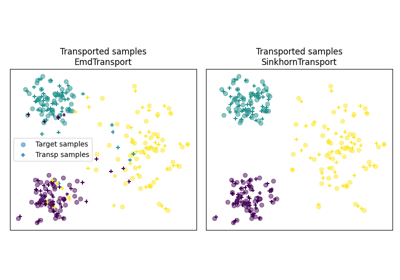 Transported samples
EmdTransport
Transported samples
SinkhornTransport
Target samples
Transp samples